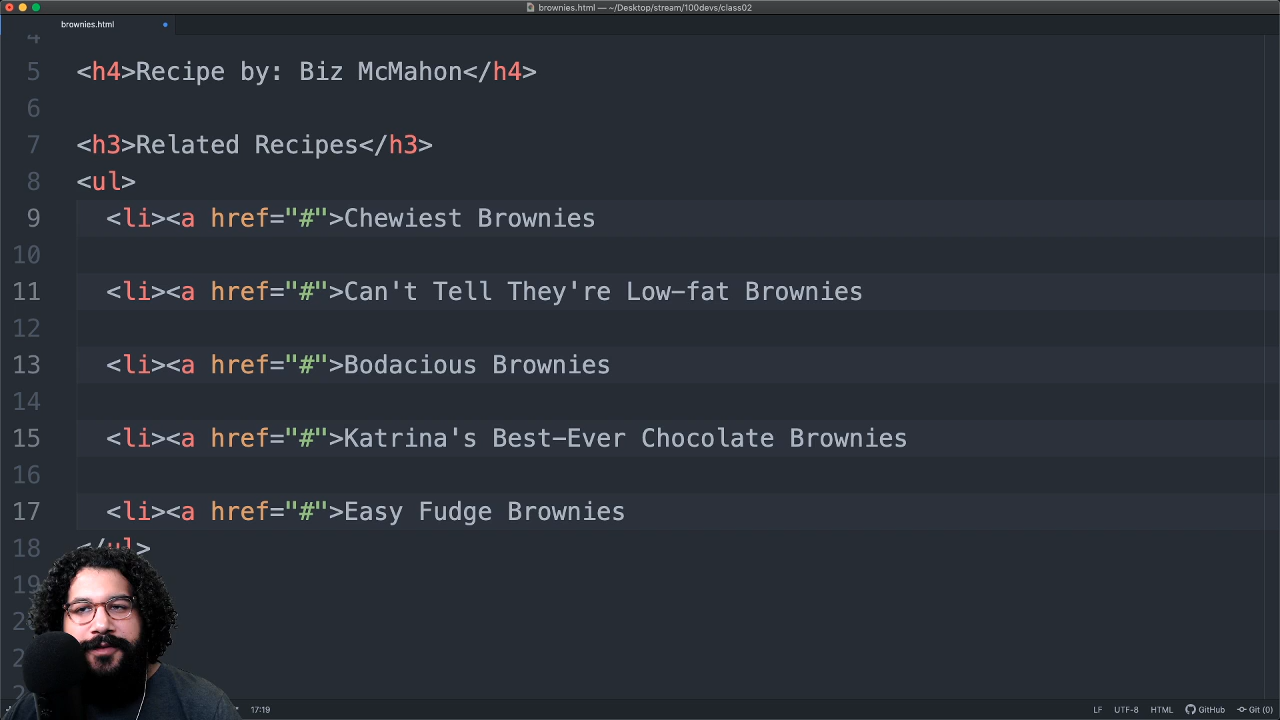 brownies.html — ~/Desktop/stream/100devs/class02
brownies.html
4
5 <h4>Recipe by: Biz McMahon</h4>
6
7 <h3>Related Recipes</h3>
8 <ul>
9 <li><a href="#">Chewiest Brownies
10
11 <li><a href="#">Can't Tell They're Low-fat Brownies
12
13 <li><a href="#">Bodacious Brownies
14
15 <li><a href="#">Katrina's Best-Ever Chocolate Brownies
16
17 <li><a href="#">Easy Fudge Brownies
18 </ul>
19
17:19 LF UTF-8 HTML GitHub Git (0)